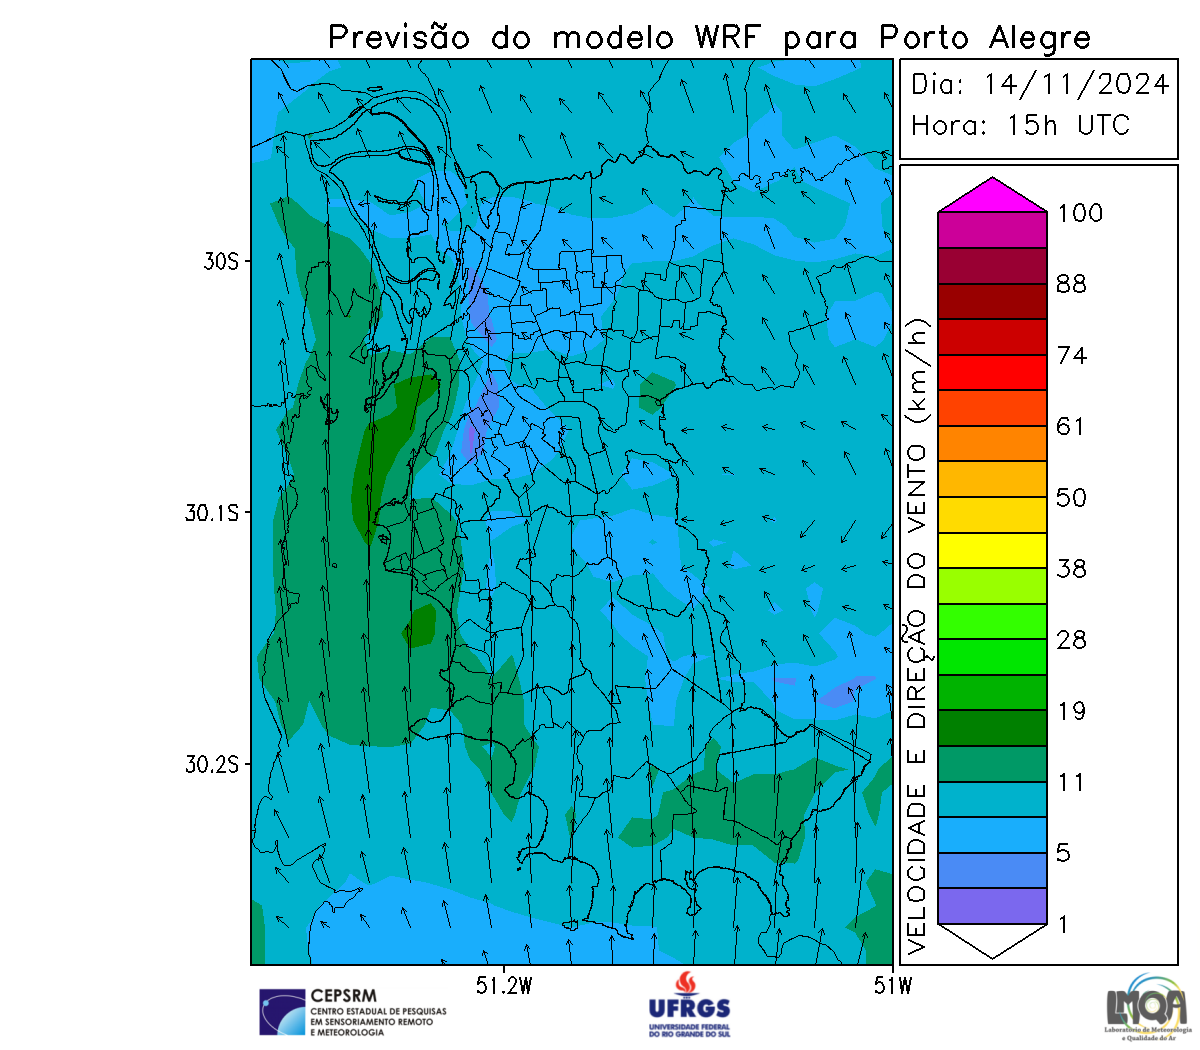 Previsão do modelo WRF para Porto Alegre
Dia: 14/11/2024
Hora: 15h UTC
100
88
74
61
50
38
28
19
11
5
1
VELOCIDADE E DIREÇÃO DO VENTO (km/h)
30S
30.1S
30.2S
51.2W
51W
CEPSRM
CENTRO ESTADUAL DE PESQUISAS
EM SENSORIAMENTO REMOTO
E METEOROLOGIA
UFRGS
UNIVERSIDADE FEDERAL
DO RIO GRANDE DO SUL
LMQA
Laboratório de Meteorologia
e Qualidade do Ar